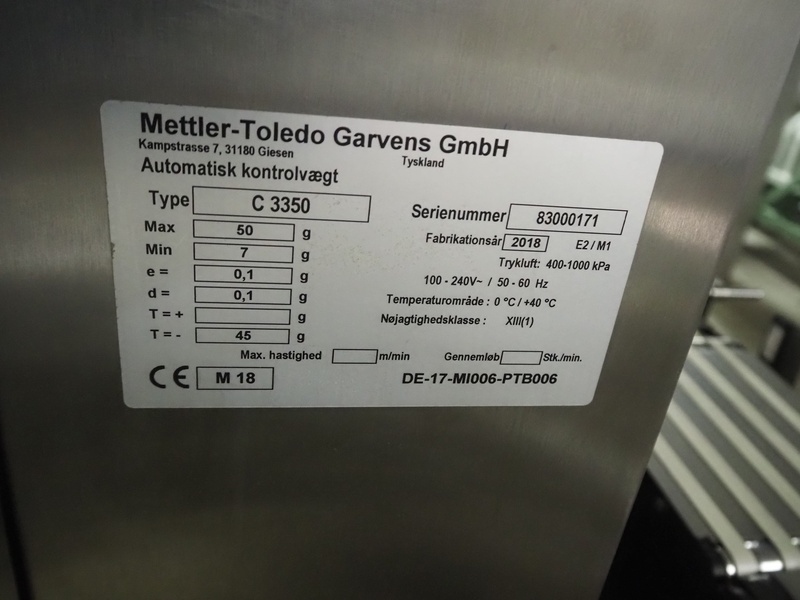 Mettler-Toledo Garvens GmbH
Kampstrasse 7, 31180 Giesen Tyskland
Automatisk kontrolvægt
Type C 3350
Serienummer 83000171
Max 50 g
Fabrikationsår 2018 E2 / M1
Min 7 g
Trykluft: 400-1000 kPa
e = 0,1 g
100 - 240V~ / 50 - 60 Hz
d = 0,1 g
Temperaturområde : 0 °C / +40 °C
T = + g
Nøjagtighedsklasse : XIII(1)
T = - 45 g
Max. hastighed m/min Gennemløb Stk./min.
CE M 18 DE-17-MI006-PTB006